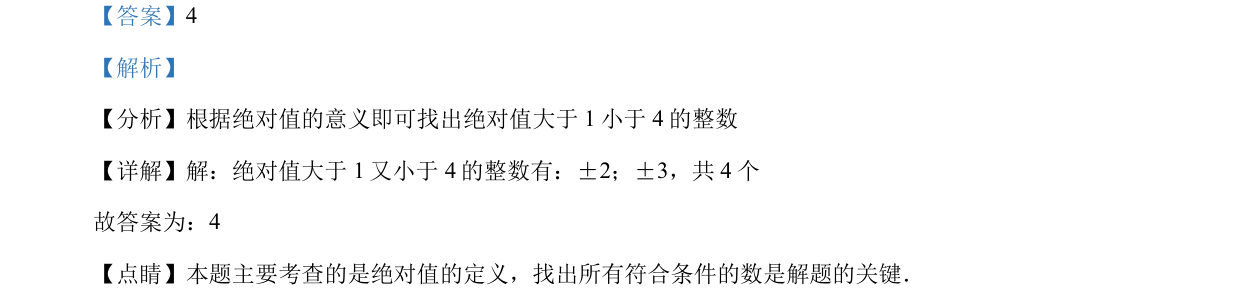 【答案】4
【解析】
【分析】根据绝对值的意义即可找出绝对值大于 1 小于 4 的整数
【详解】解：绝对值大于 1 又小于 4 的整数有：±2；±3，共 4 个
故答案为：4
【点睛】本题主要考查的是绝对值的定义，找出所有符合条件的数是解题的关键．